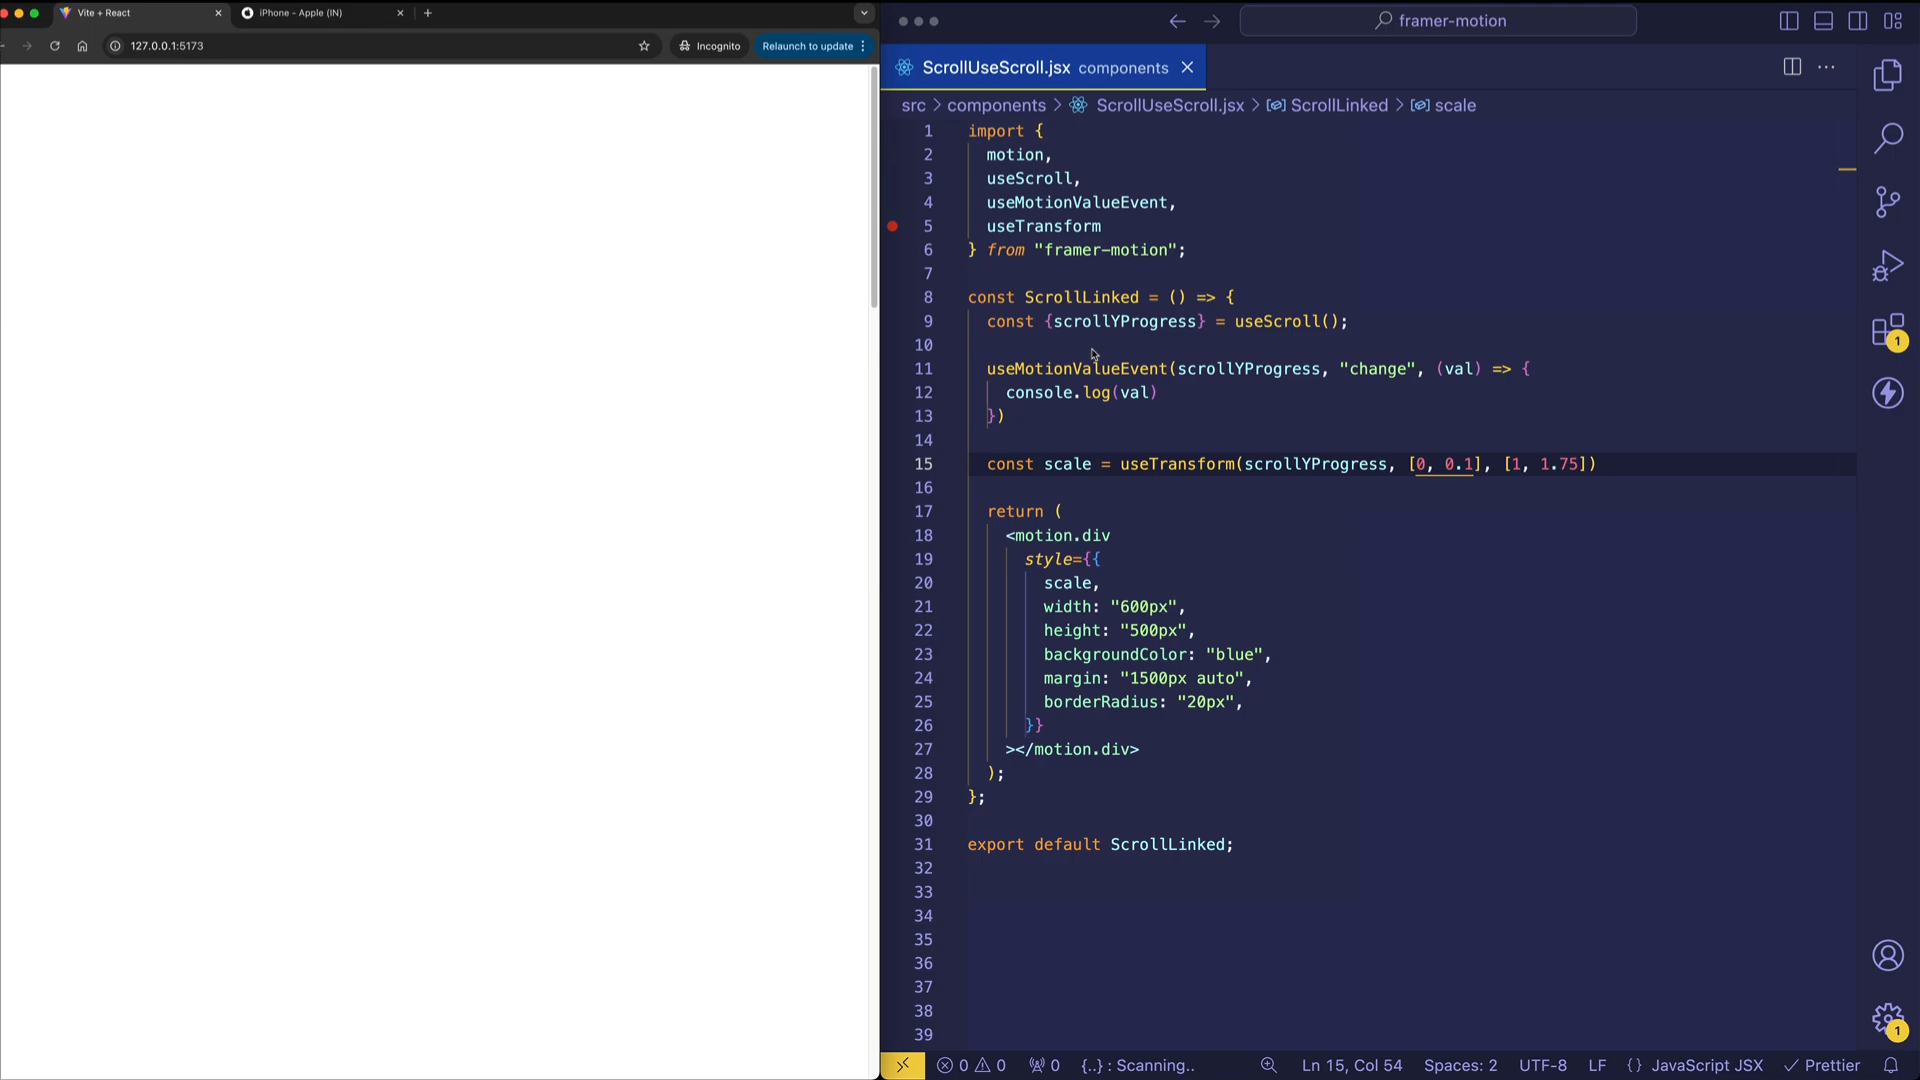 Vite + React
iPhone - Apple (IN)
127.0.0.1:5173
Incognito
Relaunch to update
framer-motion
ScrollUseScroll.jsx components
src > components > ScrollUseScroll.jsx > ScrollLinked > scale
1 import {
2 motion,
3 useScroll,
4 useMotionValueEvent,
5 useTransform
6 } from "framer-motion";
7
8 const ScrollLinked = () => {
9 const {scrollYProgress} = useScroll();
10
11 useMotionValueEvent(scrollYProgress, "change", (val) => {
12 console.log(val)
13 })
14
15 const scale = useTransform(scrollYProgress, [0, 0.1], [1, 1.75])
16
17 return (
18 <motion.div
19 style={{
20 scale,
21 width: "600px",
22 height: "500px",
23 backgroundColor: "blue",
24 margin: "1500px auto",
25 borderRadius: "20px",
26 }}
27 ></motion.div>
28 );
29 };
30
31 export default ScrollLinked;
32
33
34
35
36
37
38
39
1
1
0 0 0 {..} : Scanning.. Ln 15, Col 54 Spaces: 2 UTF-8 LF {} JavaScript JSX Prettier